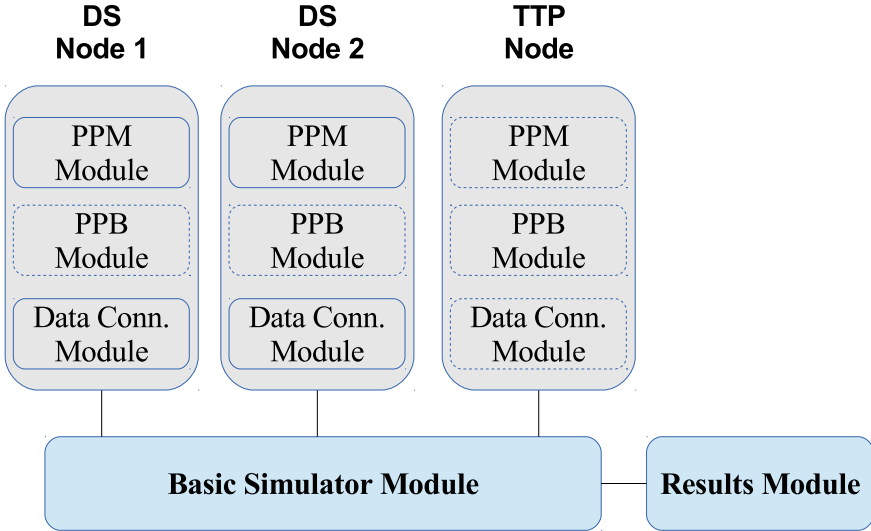 DS
Node 1
DS
Node 2
TTP
Node
PPM
Module
PPB
Module
Data Conn.
Module
PPM
Module
PPB
Module
Data Conn.
Module
PPM
Module
PPB
Module
Data Conn.
Module
Basic Simulator Module
Results Module